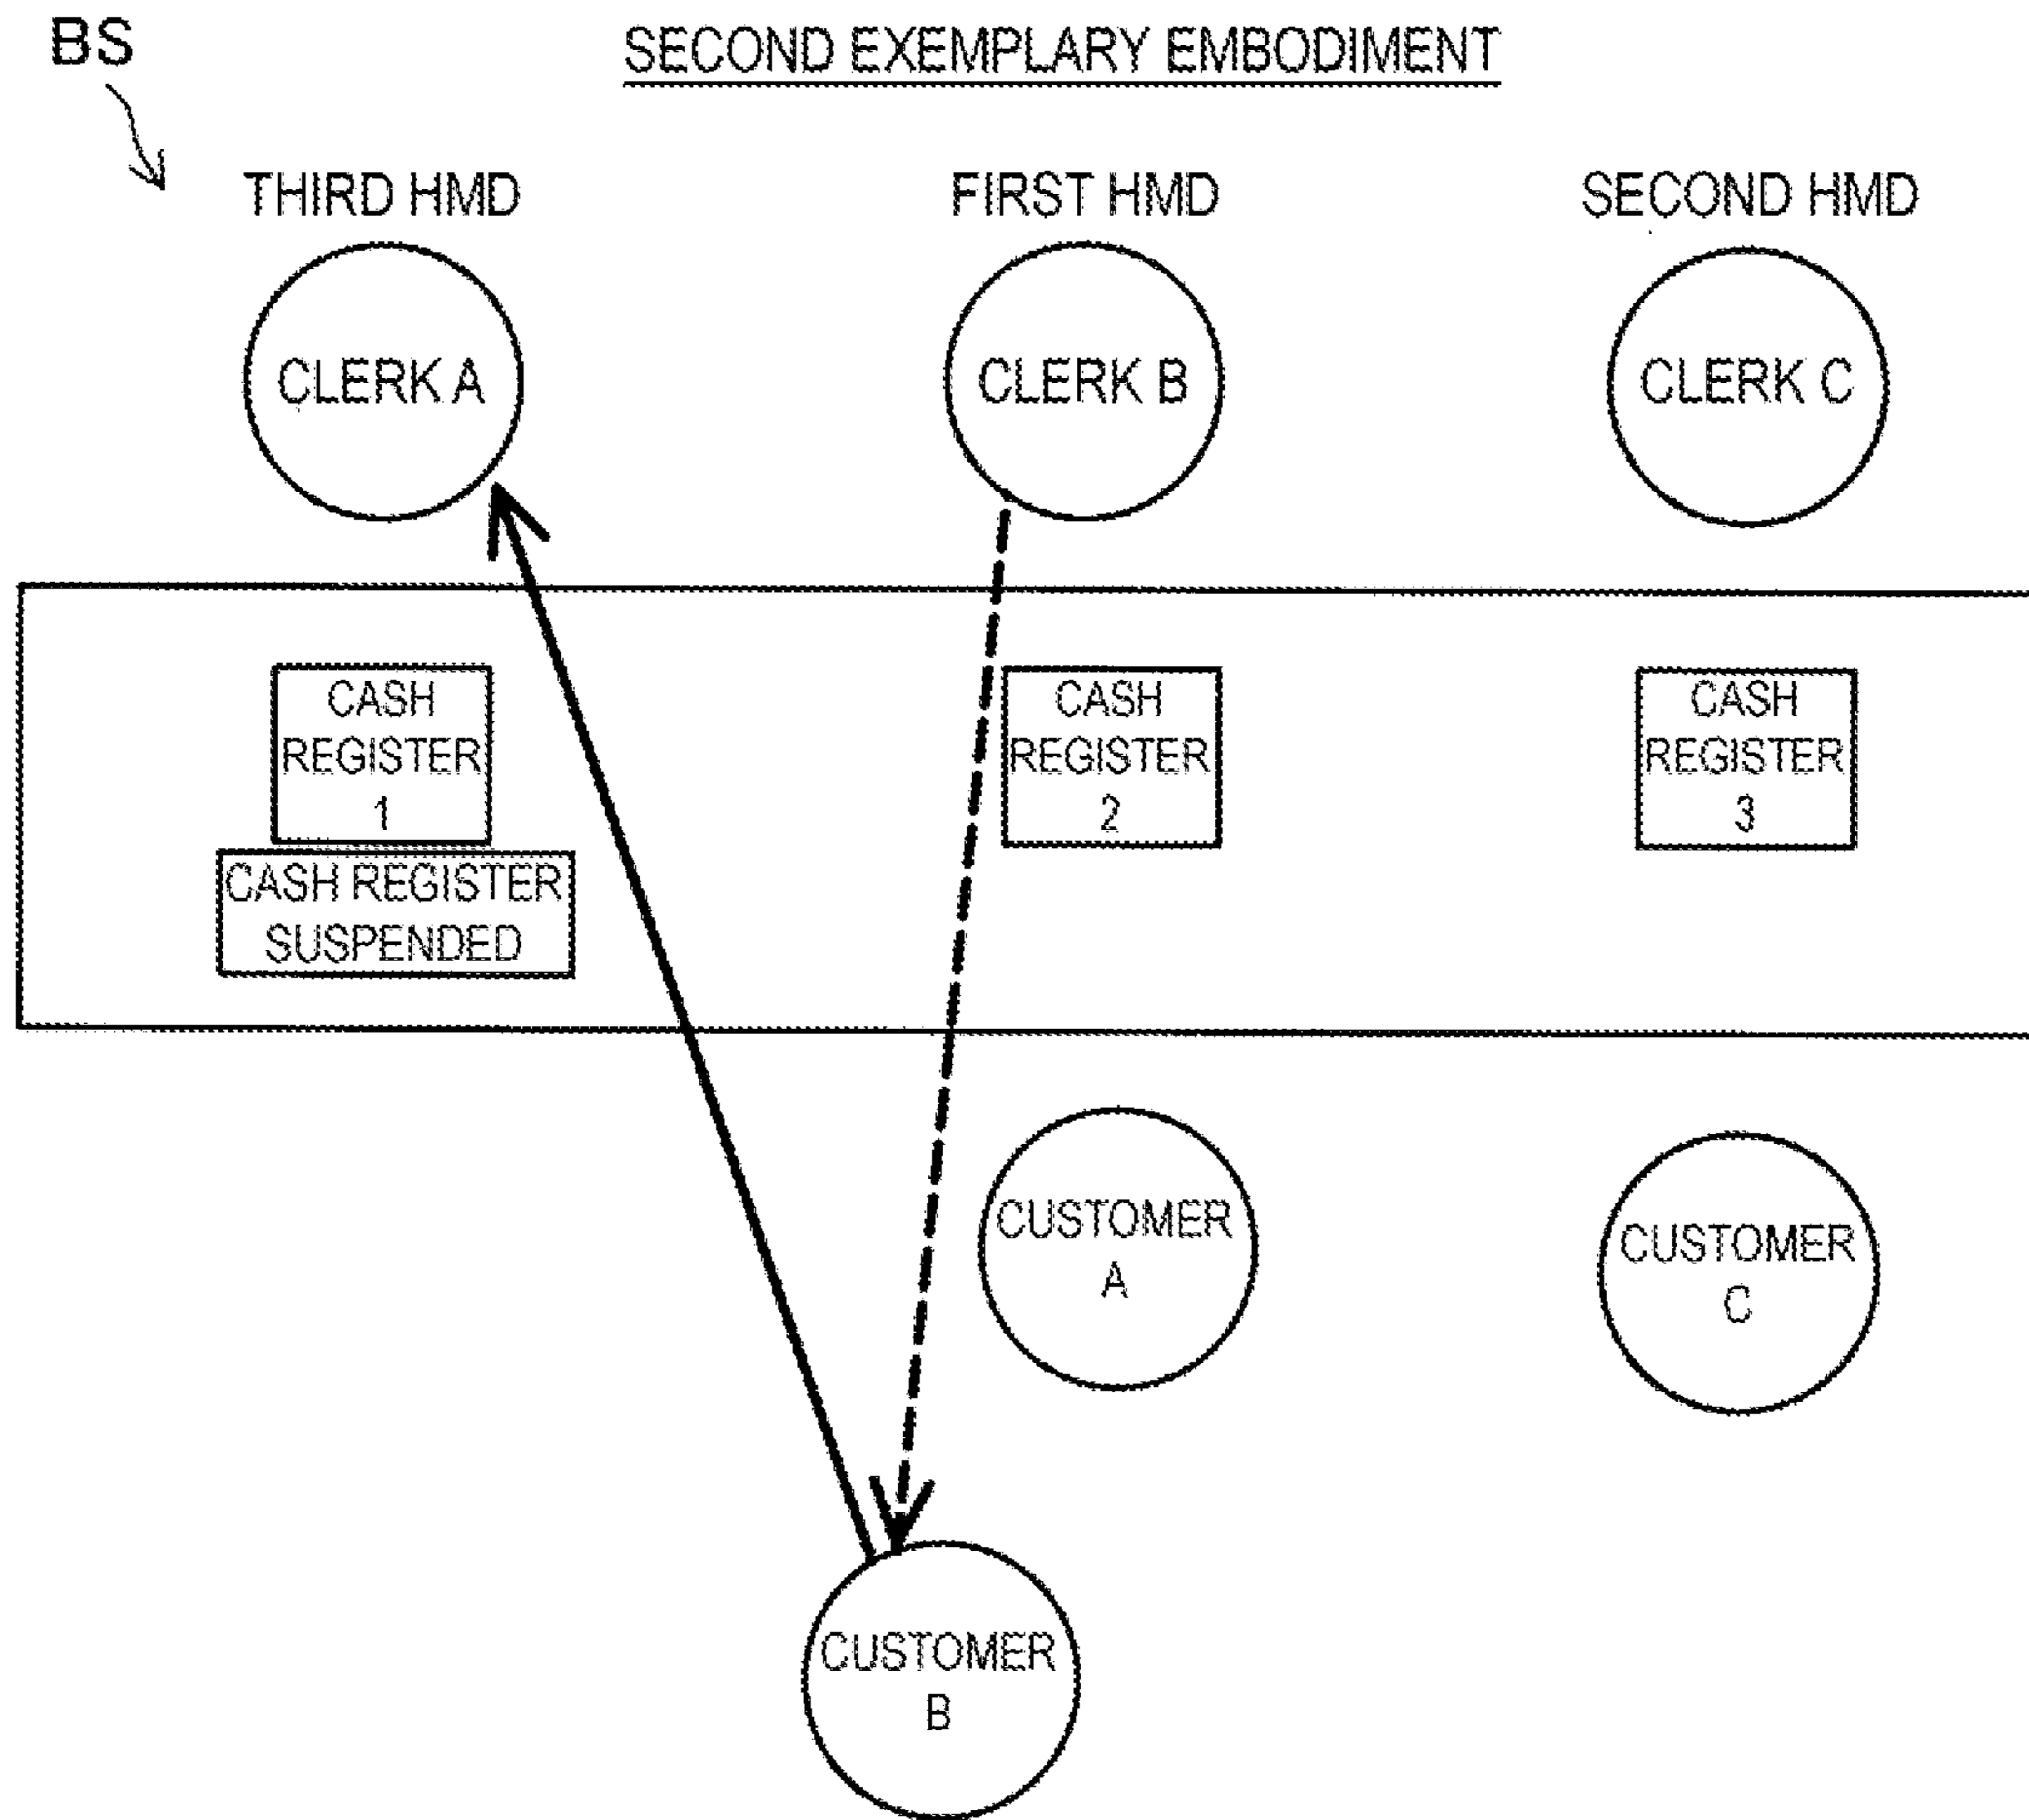 BS
SECOND EXEMPLARY EMBODIMENT
THIRD HMD
FIRST HMD
SECOND HMD
CLERK A
CLERK B
CLERK C
CASH
REGISTER
1
CASH REGISTER
SUSPENDED
CASH
REGISTER
2
CASH
REGISTER
3
CUSTOMER
A
CUSTOMER
C
CUSTOMER
B